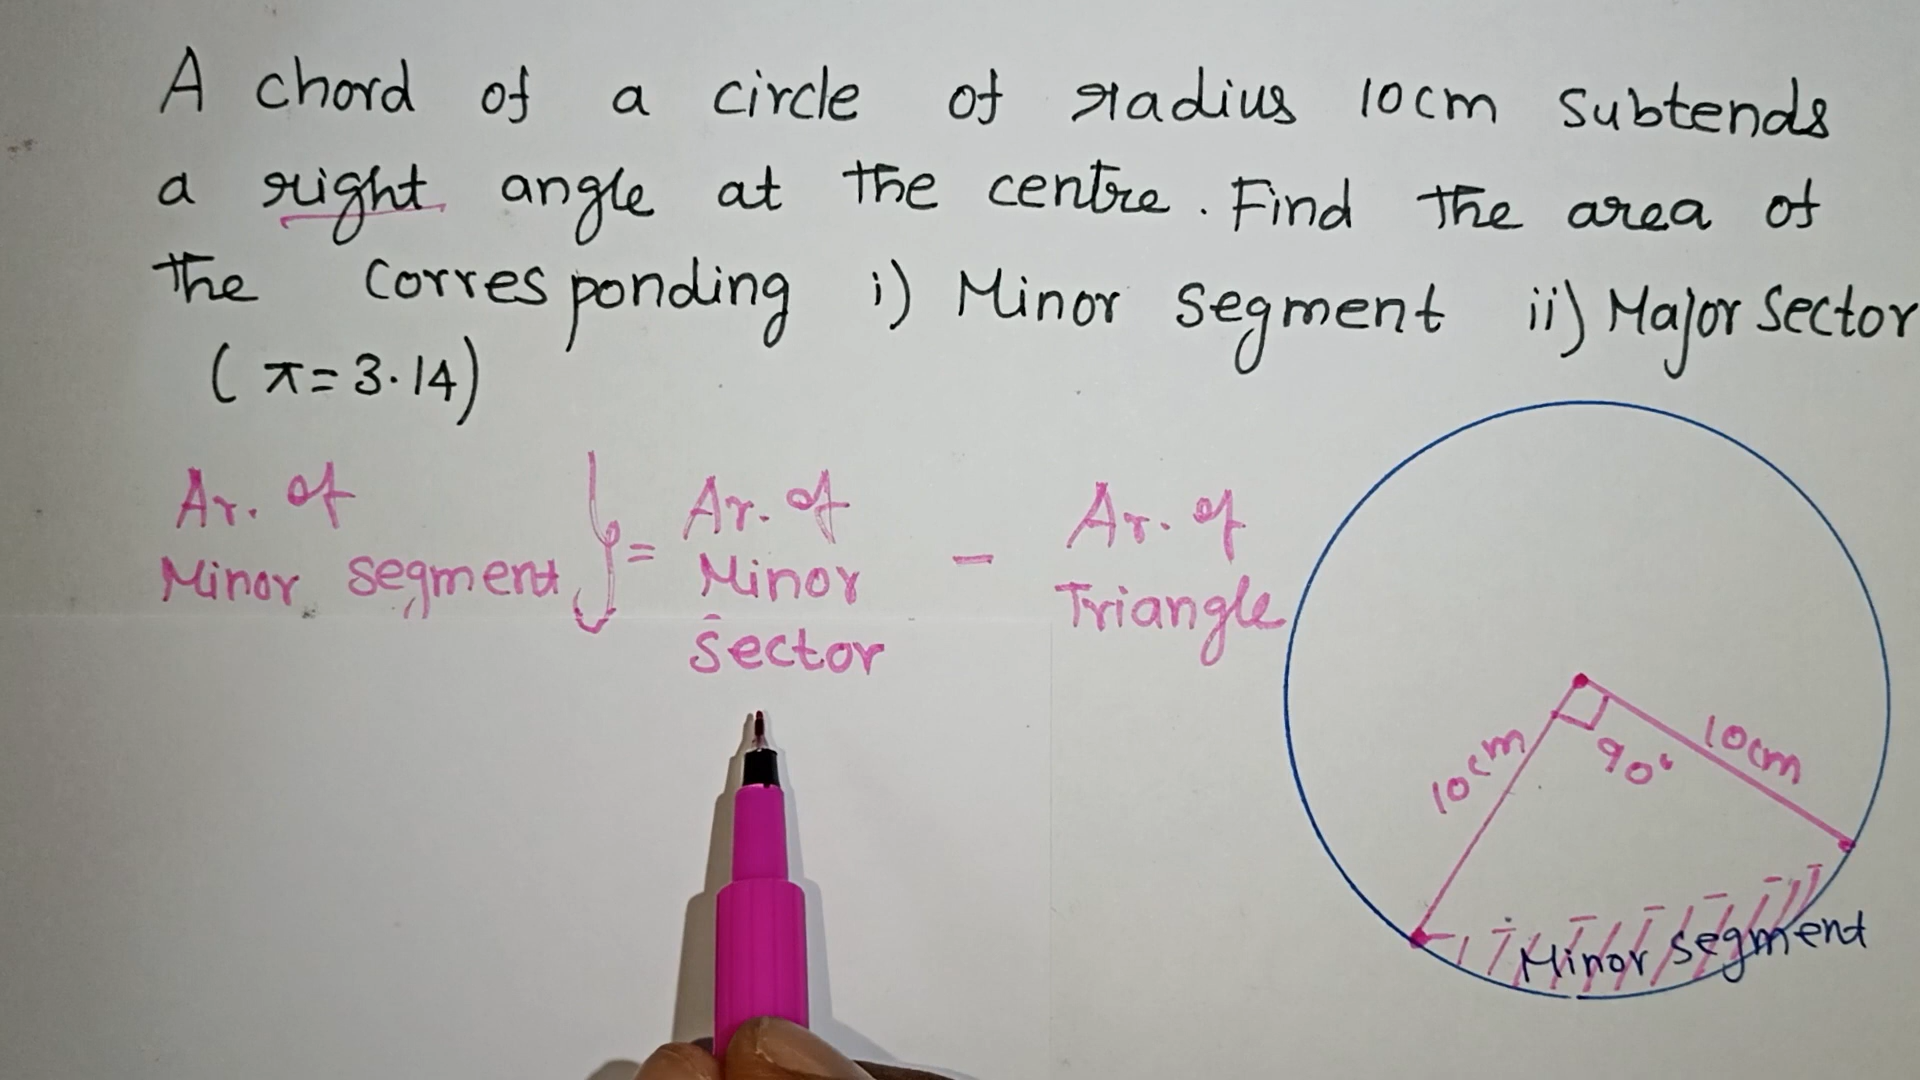 A chord of a circle of radius 10cm subtends
a right angle at the centre. Find the area of
the corresponding i) Minor segment ii) Major sector
(π=3.14)
Ar. of
Minor segment } = Ar. of
Minor
sector
- Ar. of
Triangle
10cm
90°
10cm
Minor segment